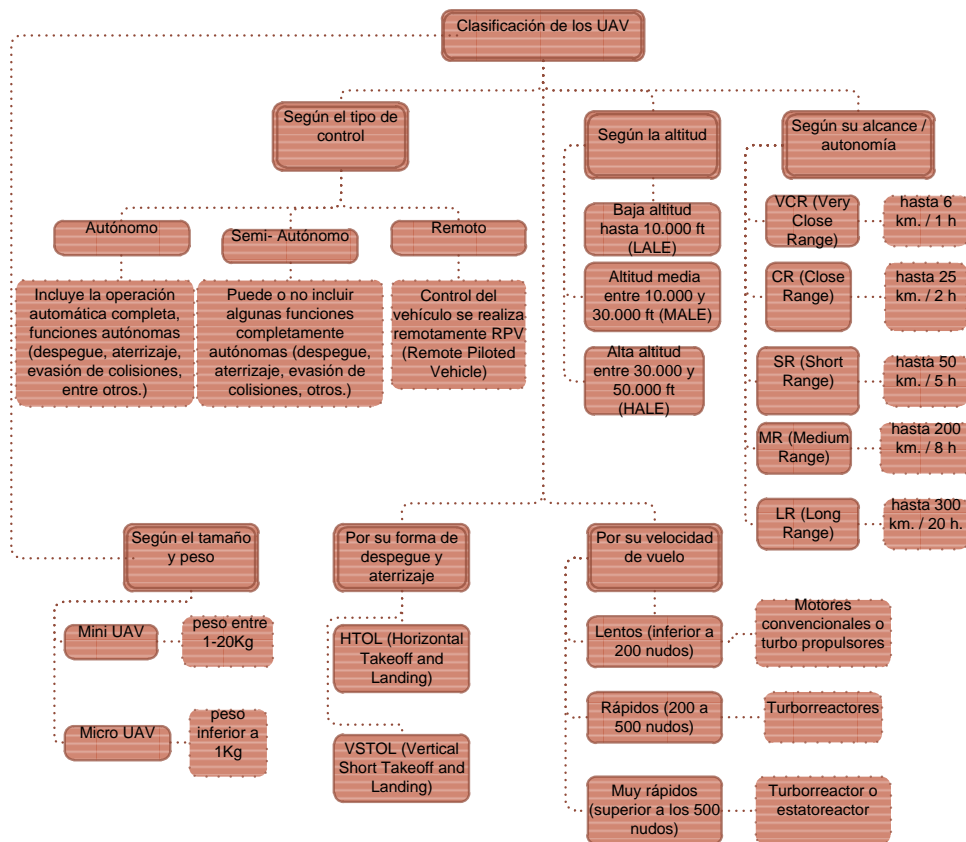 Clasificación de los UAV
Según el tipo de
control
Autónomo
Incluye la operación
automática completa,
funciones autónomas
(despegue, aterrizaje,
evasión de colisiones,
entre otros.)
Semi- Autónomo
Puede o no incluir
algunas funciones
completamente
autónomas (despegue,
aterrizaje, evasión de
colisiones, otros.)
Remoto
Control del
vehículo se realiza
remotamente RPV
(Remote Piloted
Vehicle)
Según la altitud
Baja altitud
hasta 10.000 ft
(LALE)
Altitud media
entre 10.000 y
30.000 ft (MALE)
Alta altitud
entre 30.000 y
50.000 ft
(HALE)
Según su alcance /
autonomía
VCR (Very
Close
Range)
hasta 6
km. / 1 h
CR (Close
Range)
hasta 25
km. / 2 h
SR (Short
Range)
hasta 50
km. / 5 h
MR (Medium
Range)
hasta 200
km. / 8 h
LR (Long
Range)
hasta 300
km. / 20 h.
Según el tamaño
y peso
Mini UAV
peso entre
1-20Kg
Micro UAV
peso
inferior a
1Kg
Por su forma de
despegue y
aterrizaje
HTOL (Horizontal
Takeoff and
Landing)
VSTOL (Vertical
Short Takeoff and
Landing)
Por su velocidad
de vuelo
Lentos (inferior a
200 nudos)
Motores
convencionales o
turbo propulsores
Rápidos (200 a
500 nudos)
Turborreactores
Muy rápidos
(superior a los 500
nudos)
Turborreactor o
estatoreactor